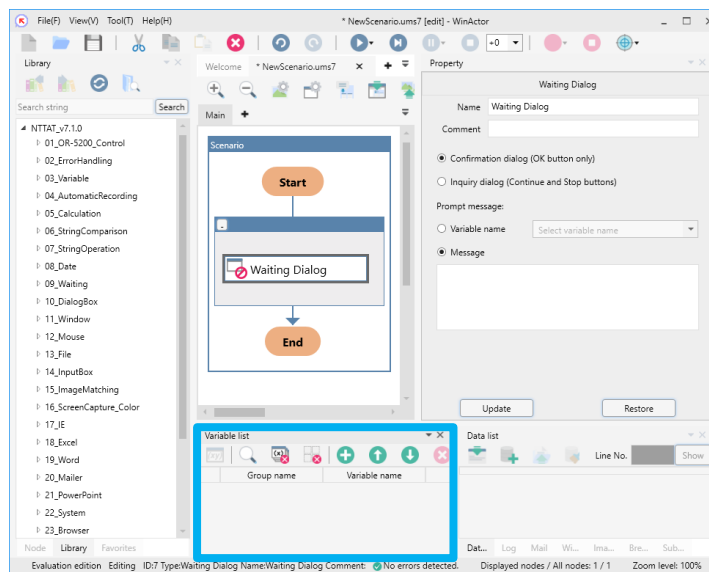 File(F) View(V) Tool(T) Help(H) * NewScenario.ums7 [edit] - WinActor
+0
Library
Search string Search
NTTAT_v7.1.0
01_OR-5200_Control
02_ErrorHandling
03_Variable
04_AutomaticRecording
05_Calculation
06_StringComparison
07_StringOperation
08_Date
09_Waiting
10_DialogBox
11_Window
12_Mouse
13_File
14_InputBox
15_ImageMatching
16_ScreenCapture_Color
17_IE
18_Excel
19_Word
20_Mailer
21_PowerPoint
22_System
23_Browser
Node Library Favorites
Welcome * NewScenario.ums7
Main
Scenario
Start
Waiting Dialog
End
Property
Waiting Dialog
Name Waiting Dialog
Comment
Confirmation dialog (OK button only)
Inquiry dialog (Continue and Stop buttons)
Prompt message:
Variable name Select variable name
Message
Update Restore
Variable list
Group name Variable name
Data list
Line No. Show
Dat... Log Mail Wi... Ima... Bre... Sub...
Evaluation edition Editing ID:7 Type:Waiting Dialog Name:Waiting Dialog Comment: No errors detected. Displayed nodes / All nodes: 1 / 1 Zoom level: 100%